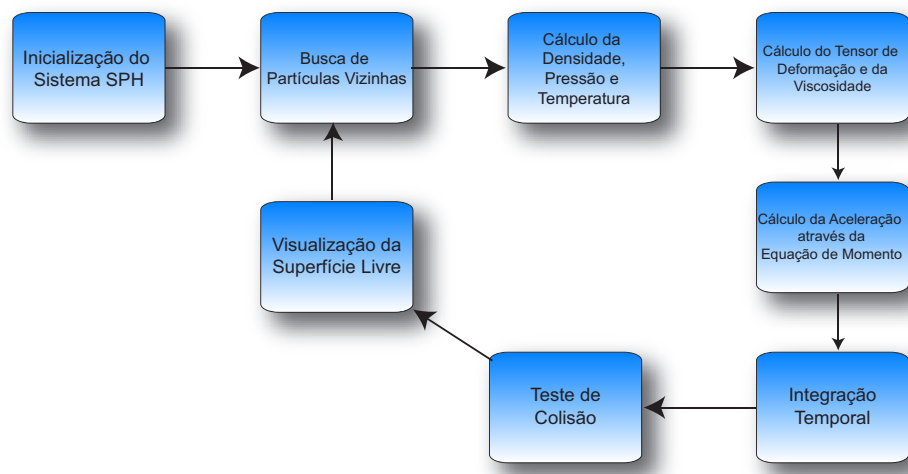 Inicialização do
Sistema SPH
Busca de
Partículas Vizinhas
Cálculo da
Densidade,
Pressão e
Temperatura
Cálculo do Tensor de
Deformação e da
Viscosidade
Cálculo da Aceleração
através da
Equação de Momento
Integração
Temporal
Teste de
Colisão
Visualização da
Superfície Livre